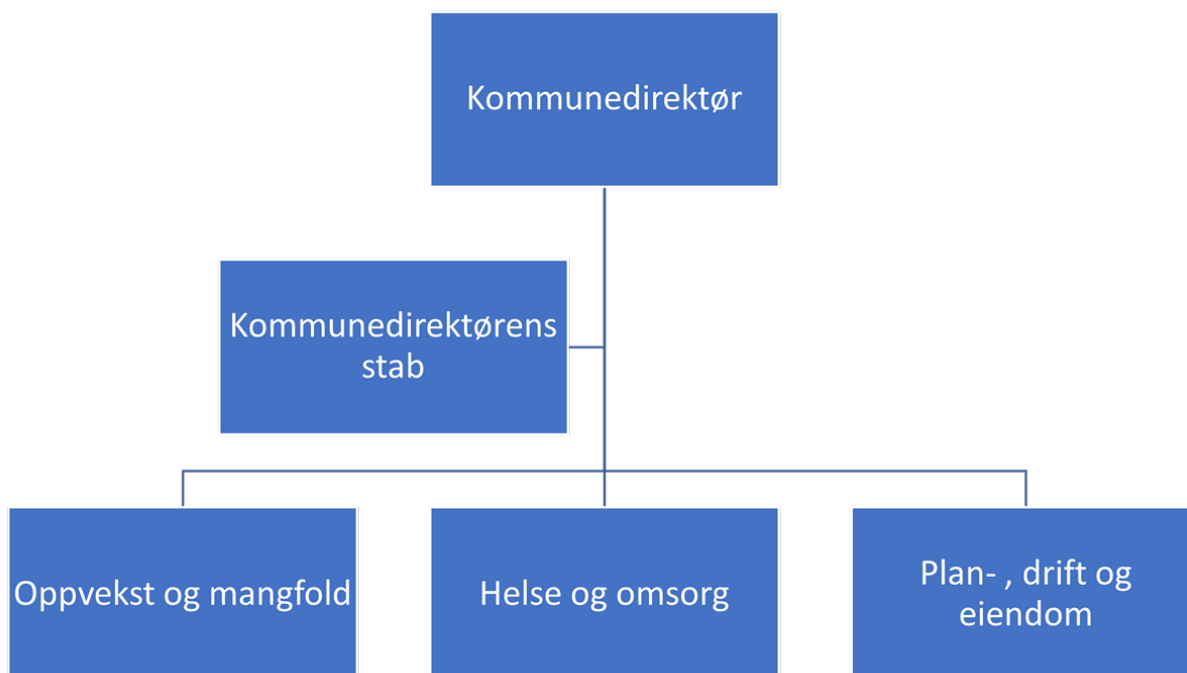 Kommunedirektør
Kommunedirektørens
stab
Oppvekst og mangfold
Helse og omsorg
Plan- , drift og
eiendom